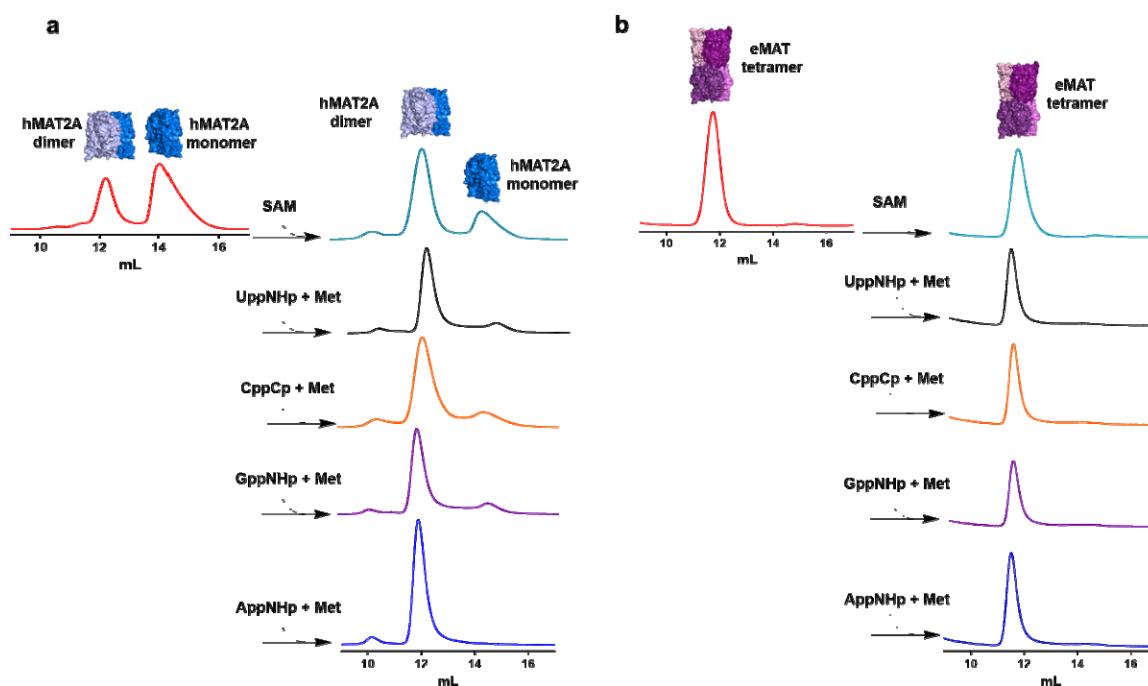 a
hMAT2A
dimer
hMAT2A
monomer
10 12 14 16
mL
SAM
hMAT2A
dimer
hMAT2A
monomer
UppNHp + Met
CppCp + Met
GppNHp + Met
AppNHp + Met
10 12 14 16
mL
b
eMAT
tetramer
10 12 14 16
mL
SAM
eMAT
tetramer
UppNHp + Met
CppCp + Met
GppNHp + Met
AppNHp + Met
10 12 14 16
mL